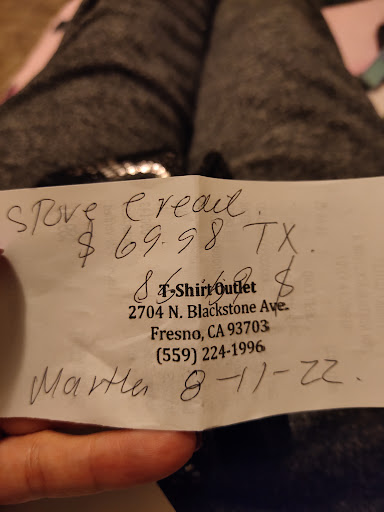 STORE Credit.
$ 69.98 TX.
$
T-Shirt Outlet
2704 N. Blackstone Ave.
Fresno, CA 93703
(559) 224-1996
8-11-22.